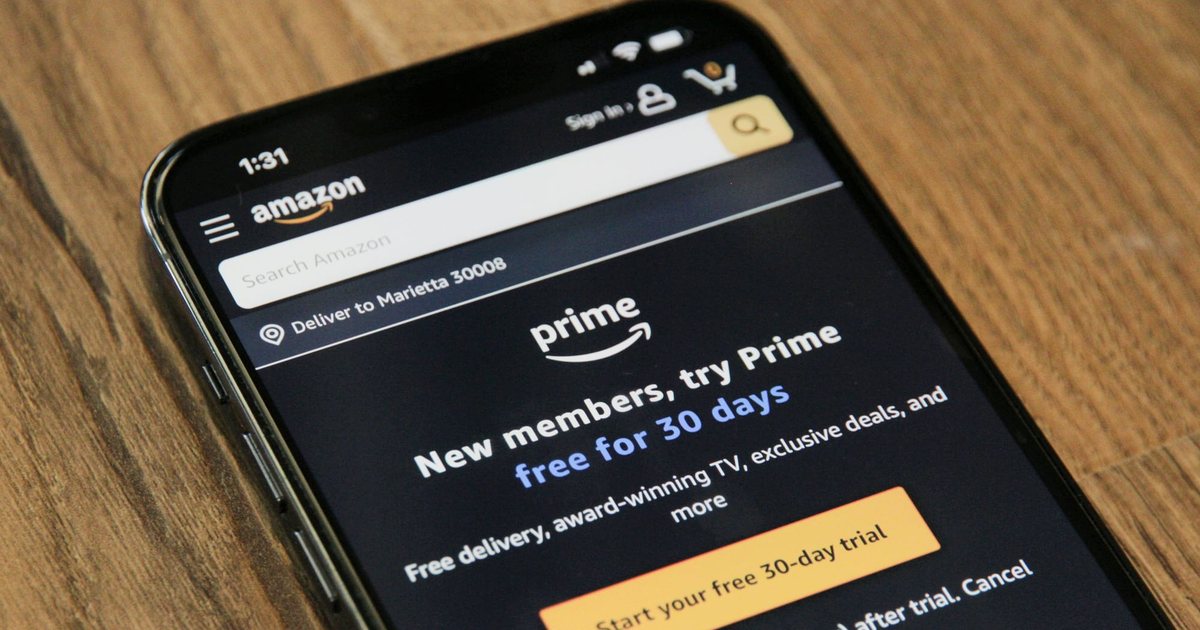 1:31
Sign in ›
0
amazon
Search Amazon
Deliver to Marietta 30008
prime
New members, try Prime
free for 30 days
Free delivery, award-winning TV, exclusive deals, and
more
Start your free 30-day trial
) after trial. Cancel